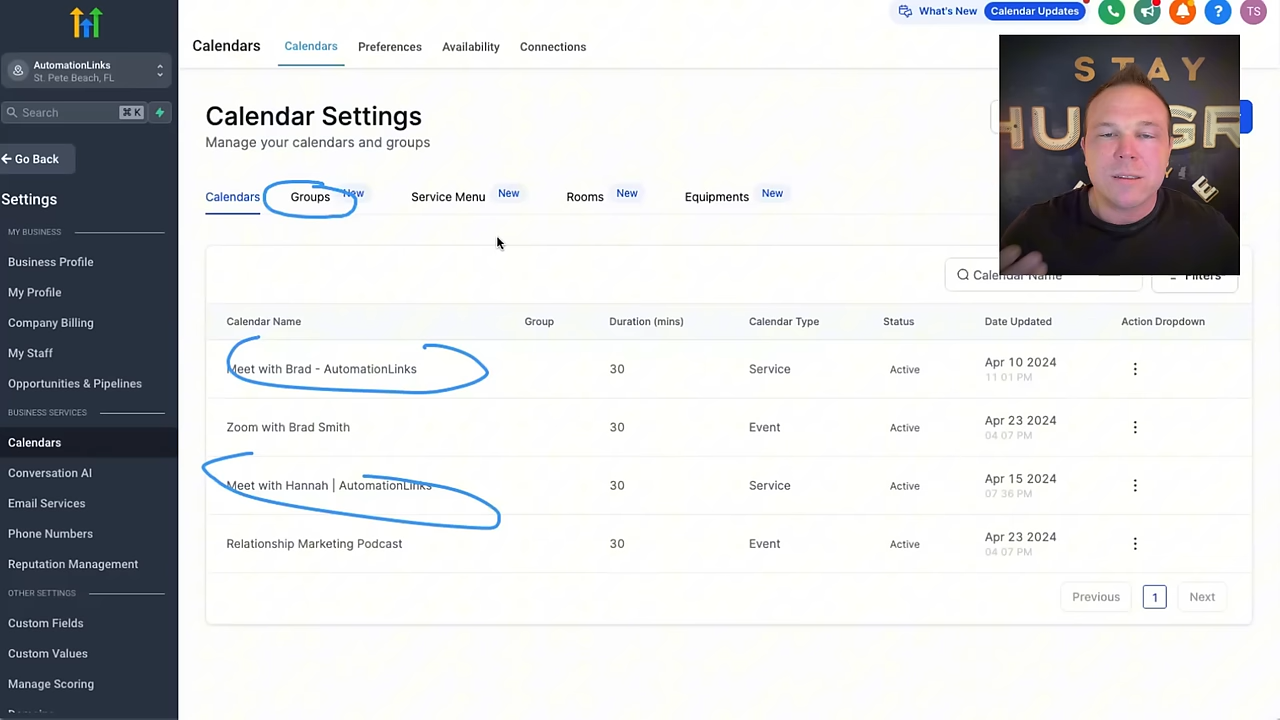 What's New
Calendar Updates
TS
AutomationLinks
St. Pete Beach, FL
Calendars
Calendars
Preferences
Availability
Connections
Search
⌘ K
Go Back
Settings
MY BUSINESS
Business Profile
My Profile
Company Billing
My Staff
Opportunities & Pipelines
BUSINESS SERVICES
Calendars
Conversation AI
Email Services
Phone Numbers
Reputation Management
OTHER SETTINGS
Custom Fields
Custom Values
Manage Scoring
Calendar Settings
Manage your calendars and groups
STAY
HUNGR
Calendars
Groups New
Service Menu New
Rooms New
Equipments New
Calendar Name
Filters
Calendar Name Group Duration (mins) Calendar Type Status Date Updated Action Dropdown
Meet with Brad - AutomationLinks 30 Service Active Apr 10 2024
11 01 PM
Zoom with Brad Smith 30 Event Active Apr 23 2024
04 07 PM
Meet with Hannah | AutomationLinks 30 Service Active Apr 15 2024
07 36 PM
Relationship Marketing Podcast 30 Event Active Apr 23 2024
04 07 PM
Previous 1 Next